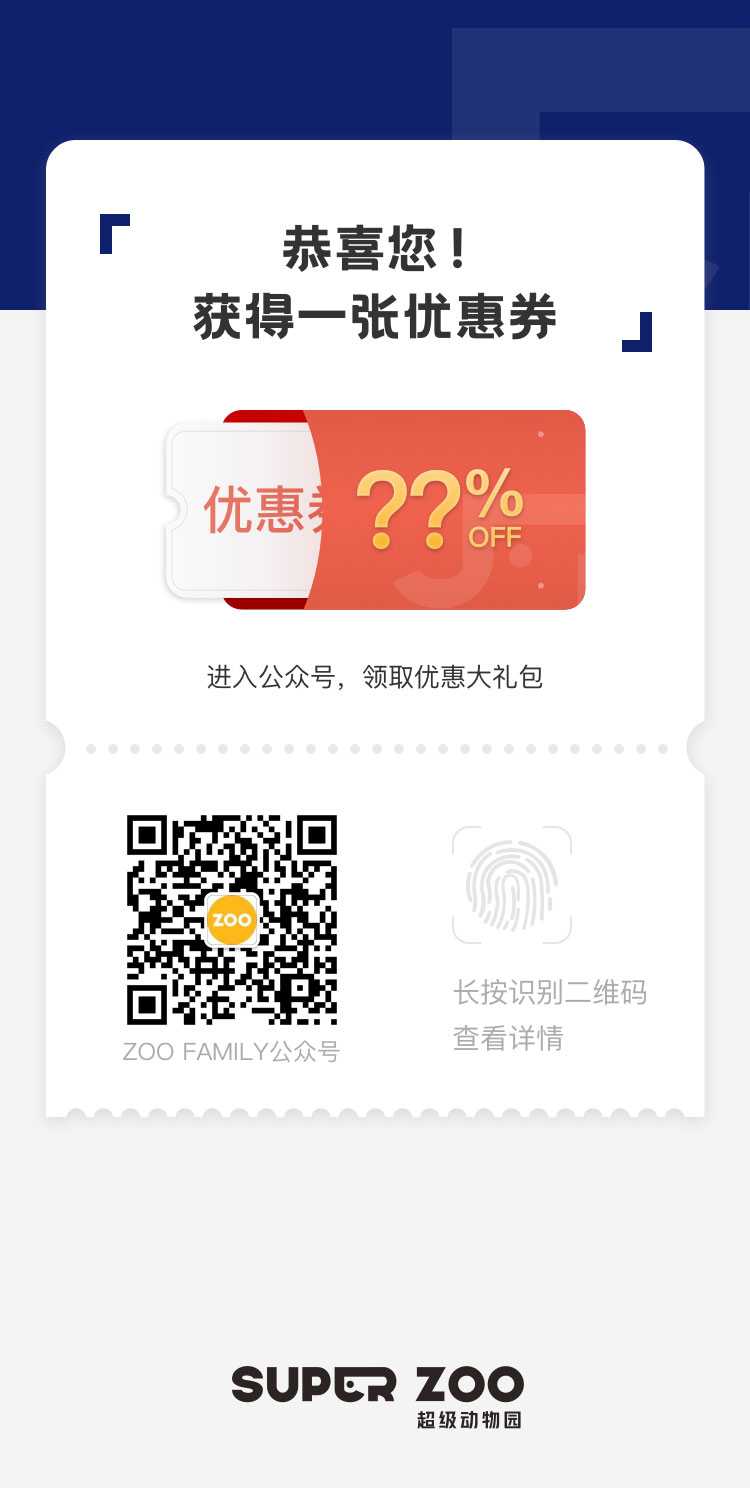 恭喜您！
获得一张优惠券
优惠
??%
OFF
进入公众号，领取优惠大礼包
ZOO
ZOO FAMILY公众号
长按识别二维码
查看详情
SUPER ZOO
超级动物园